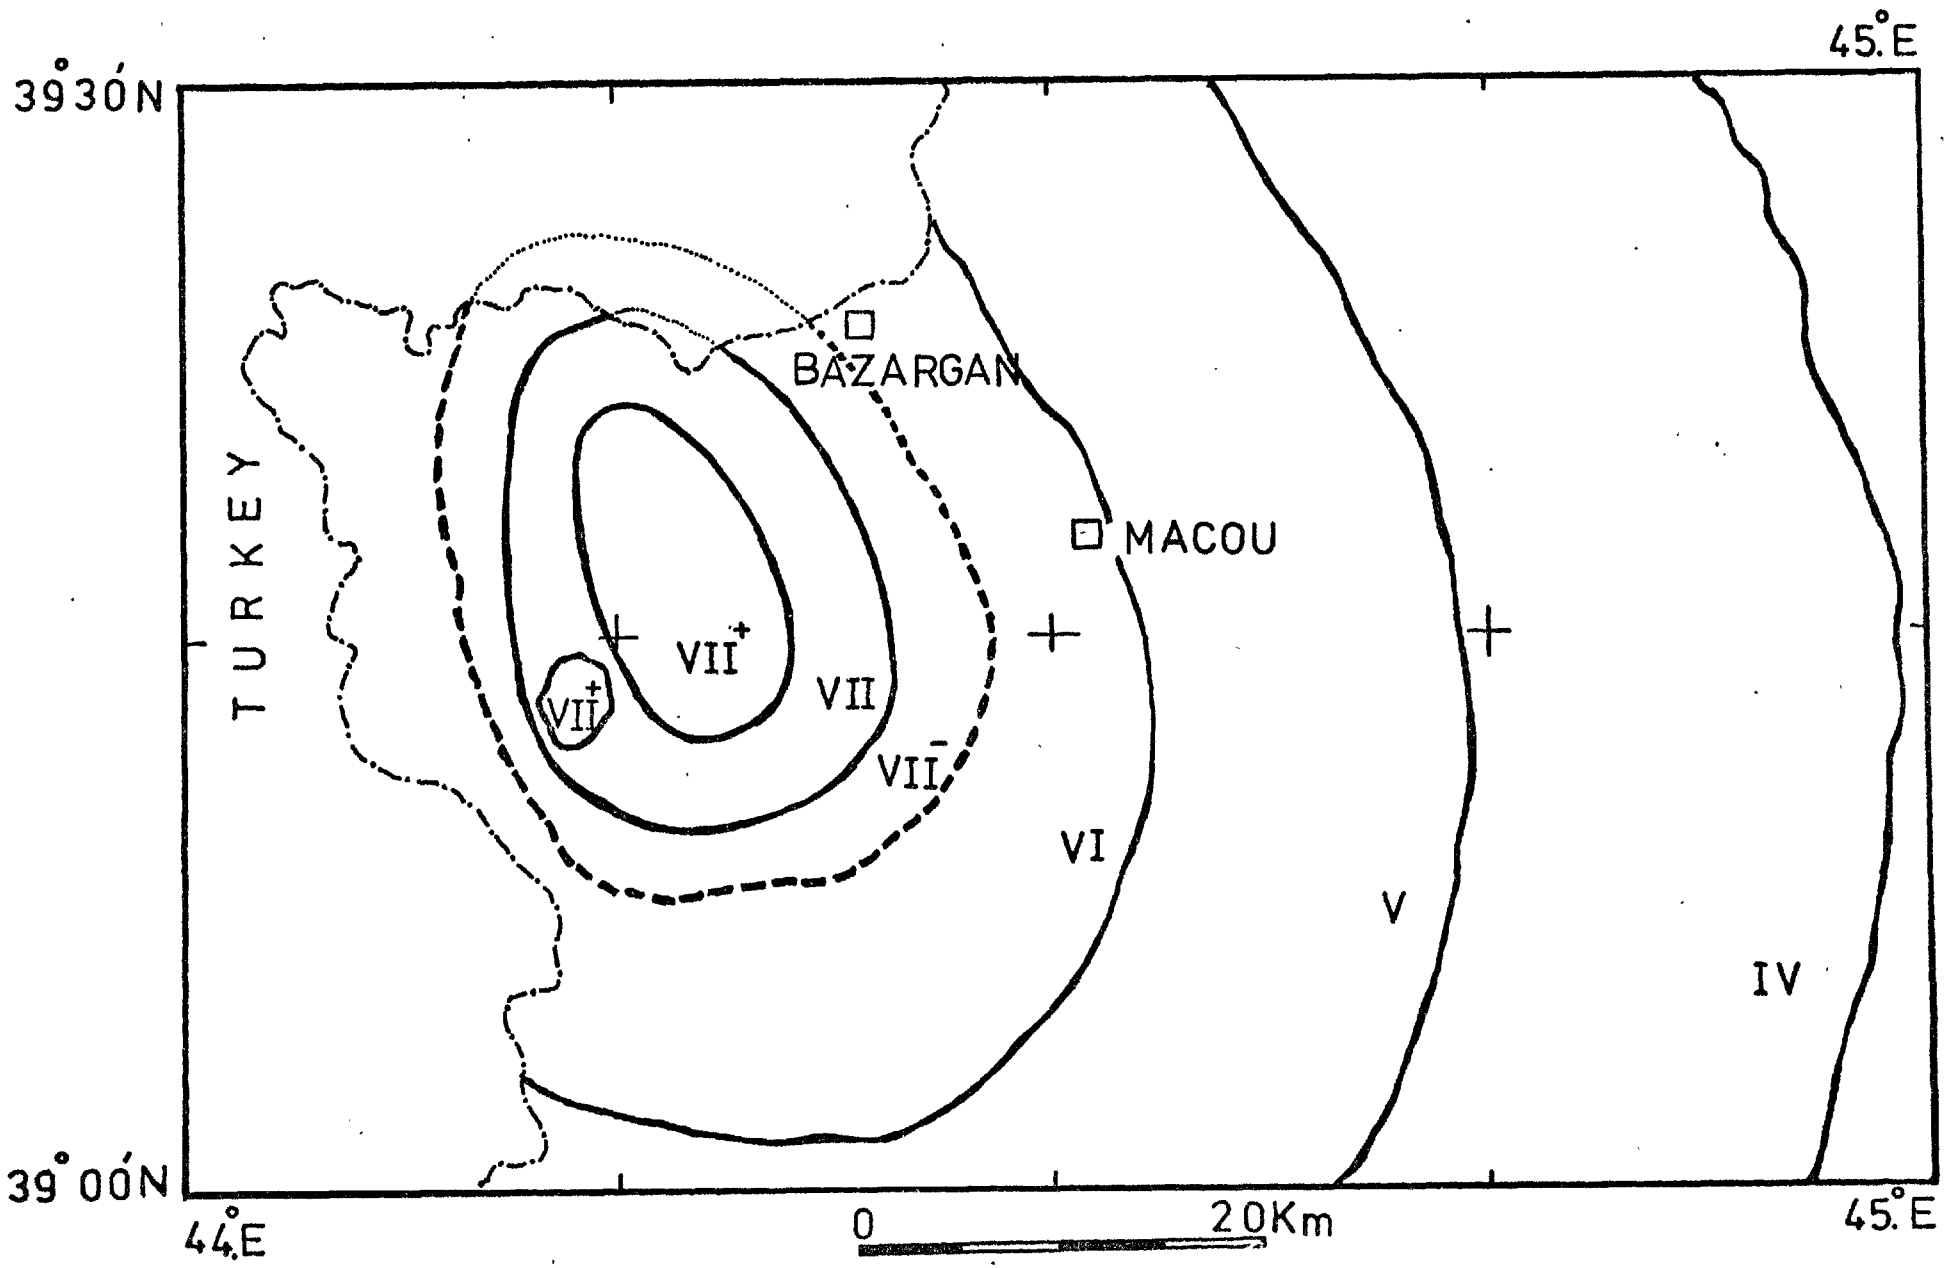 45°E
39°30′N
BAZARGAN
TURKEY
MACOU
VII+
VII+
VII
VII−
VI
V
IV
39°00′N
44°E
0
20Km
45°E